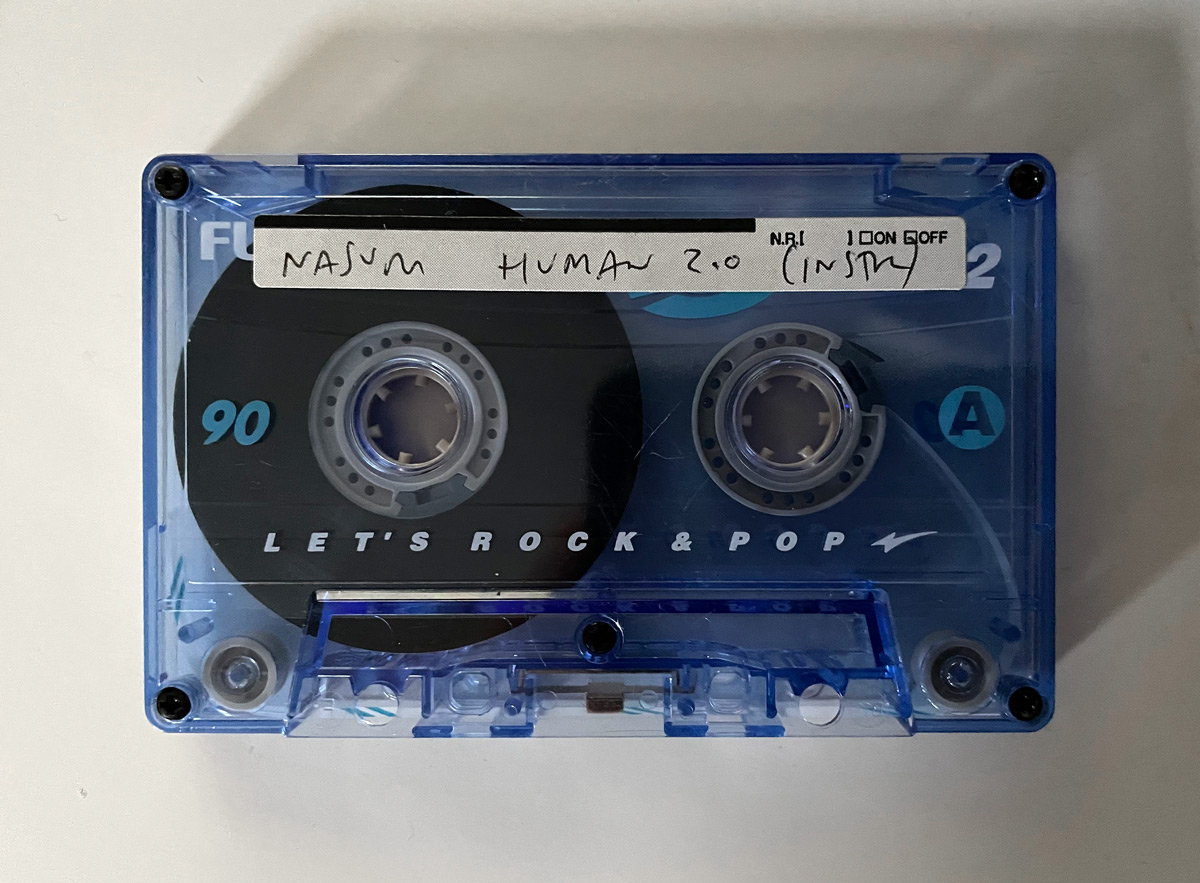 N.R.[ ] ☐ON ☐OFF
NASUM HUMAN 2.0 (INSTR)
90 A
LET'S ROCK & POP